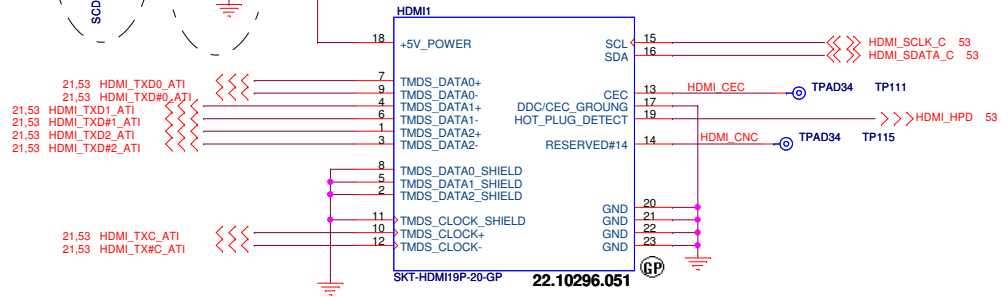 SCD
HDMI1
18 +5V_POWER SCL 15 HDMI_SCLK_C 53
SDA 16 HDMI_SDATA_C 53
21,53 HDMI_TXD0_ATI 7 TMDS_DATA0+
21,53 HDMI_TXD#0_ATI 9 TMDS_DATA0- CEC 13 HDMI_CEC TPAD34 TP111
21,53 HDMI_TXD1_ATI 4 TMDS_DATA1+ DDC/CEC_GROUNG 17
21,53 HDMI_TXD#1_ATI 6 TMDS_DATA1- HOT_PLUG_DETECT 19 HDMI_HPD 53
21,53 HDMI_TXD2_ATI 1 TMDS_DATA2+
21,53 HDMI_TXD#2_ATI 3 TMDS_DATA2- RESERVED#14 14 HDMI_CNC TPAD34 TP115
8 TMDS_DATA0_SHIELD
5 TMDS_DATA1_SHIELD
2 TMDS_DATA2_SHIELD
GND 20
11 TMDS_CLOCK_SHIELD GND 21
21,53 HDMI_TXC_ATI 10 TMDS_CLOCK+ GND 22
21,53 HDMI_TX#C_ATI 12 TMDS_CLOCK- GND 23
SKT-HDMI19P-20-GP 22.10296.051 GP